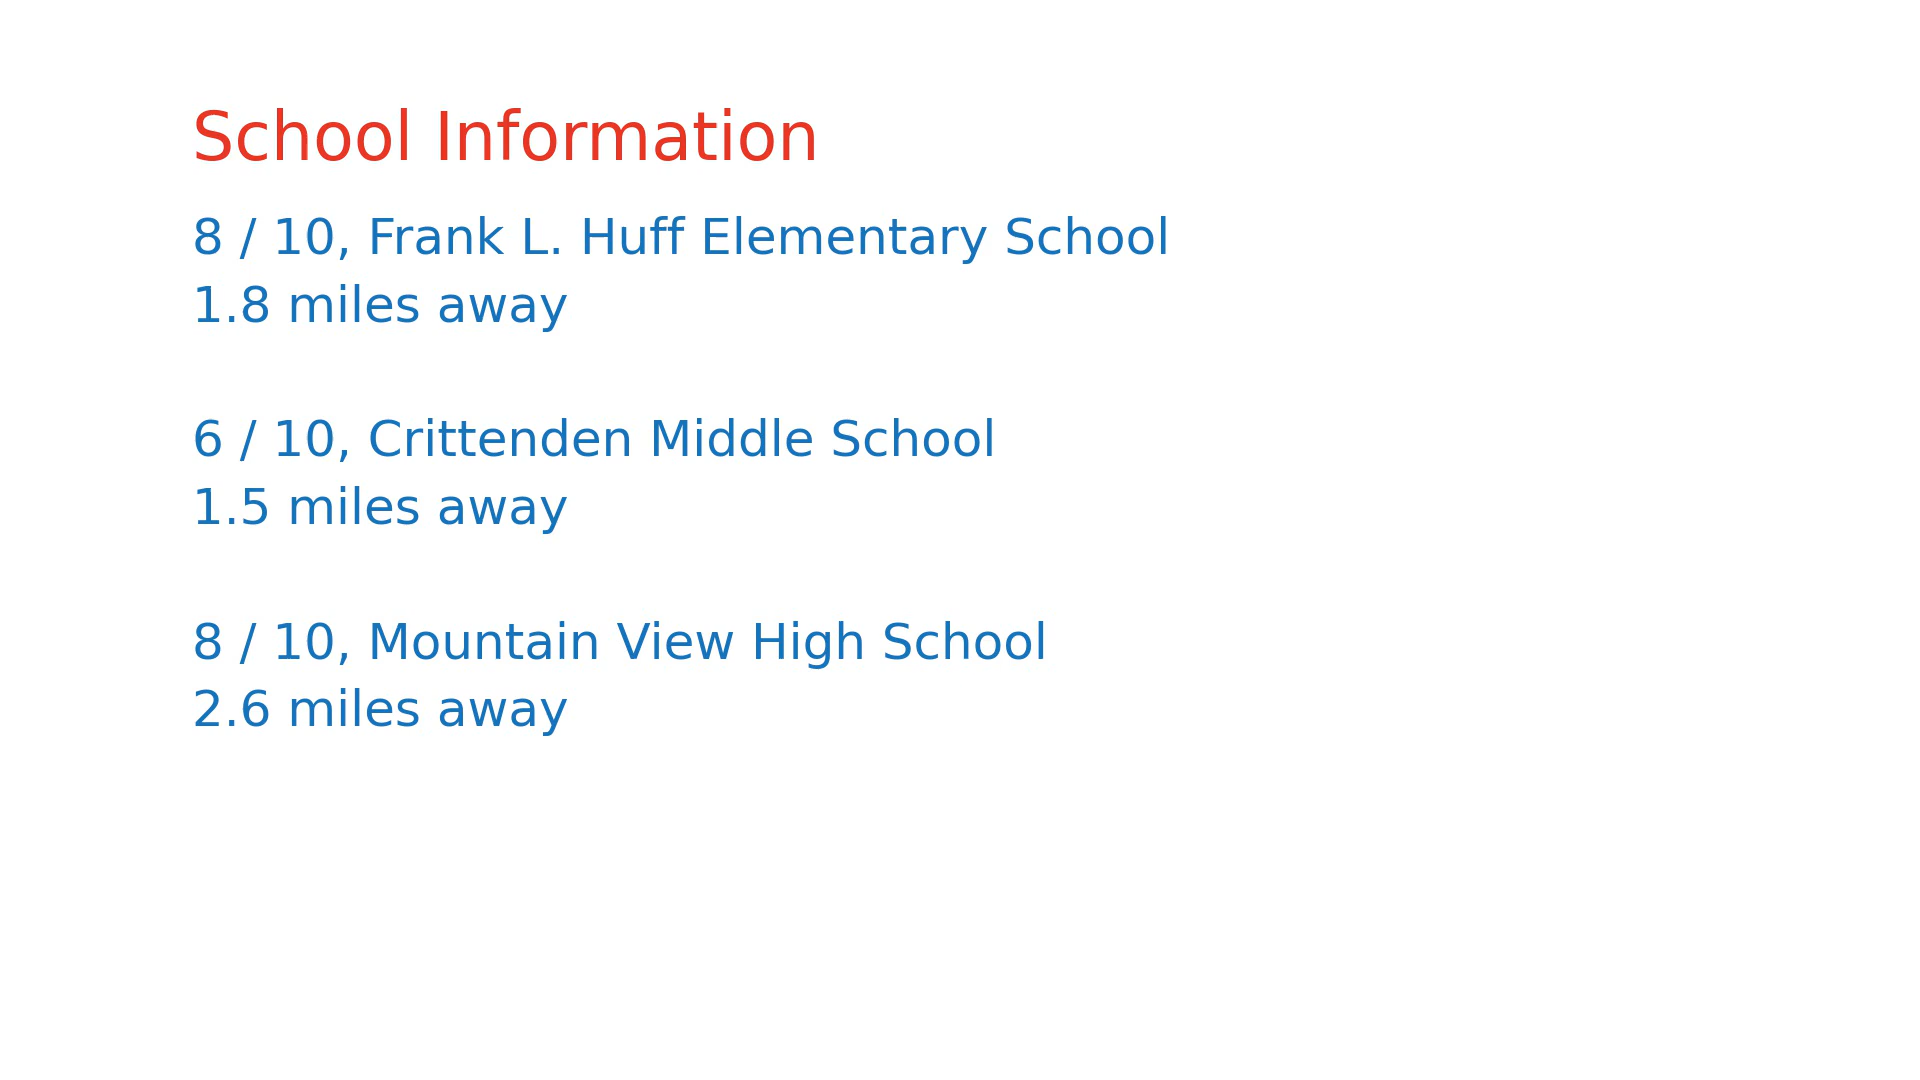 School Information
8 / 10, Frank L. Huff Elementary School
1.8 miles away
6 / 10, Crittenden Middle School
1.5 miles away
8 / 10, Mountain View High School
2.6 miles away